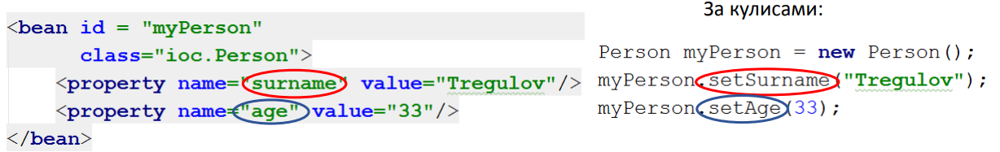 <bean id = "myPerson"
class="ioc.Person">
<property name="surname" value="Tregulov"/>
<property name="age" value="33"/>
</bean>
За кулисами:
Person myPerson = new Person();
myPerson.setSurname("Tregulov");
myPerson.setAge(33);